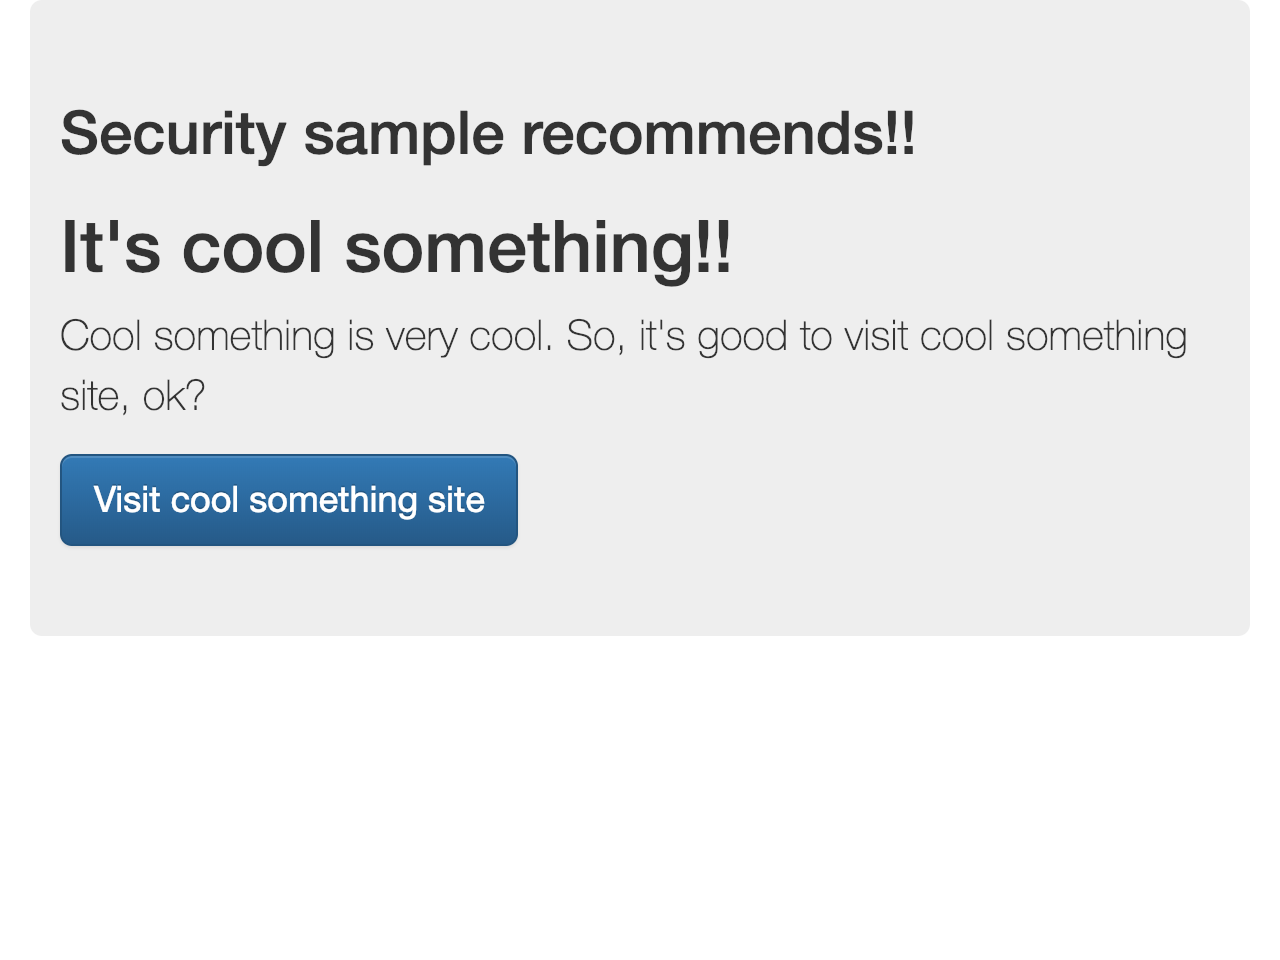 Security sample recommends!!
It's cool something!!
Cool something is very cool. So, it's good to visit cool something
site, ok?
Visit cool something site